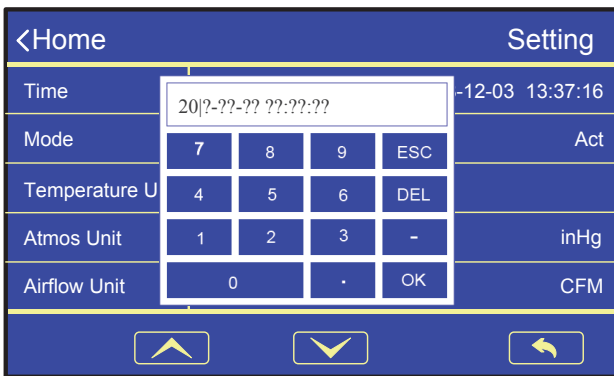 <Home Setting
Time -12-03 13:37:16
20|?-??-?? ??:??:??
Mode Act
7 8 9 ESC
Temperature U
4 5 6 DEL
Atmos Unit inHg
1 2 3 -
Airflow Unit CFM
0 . OK